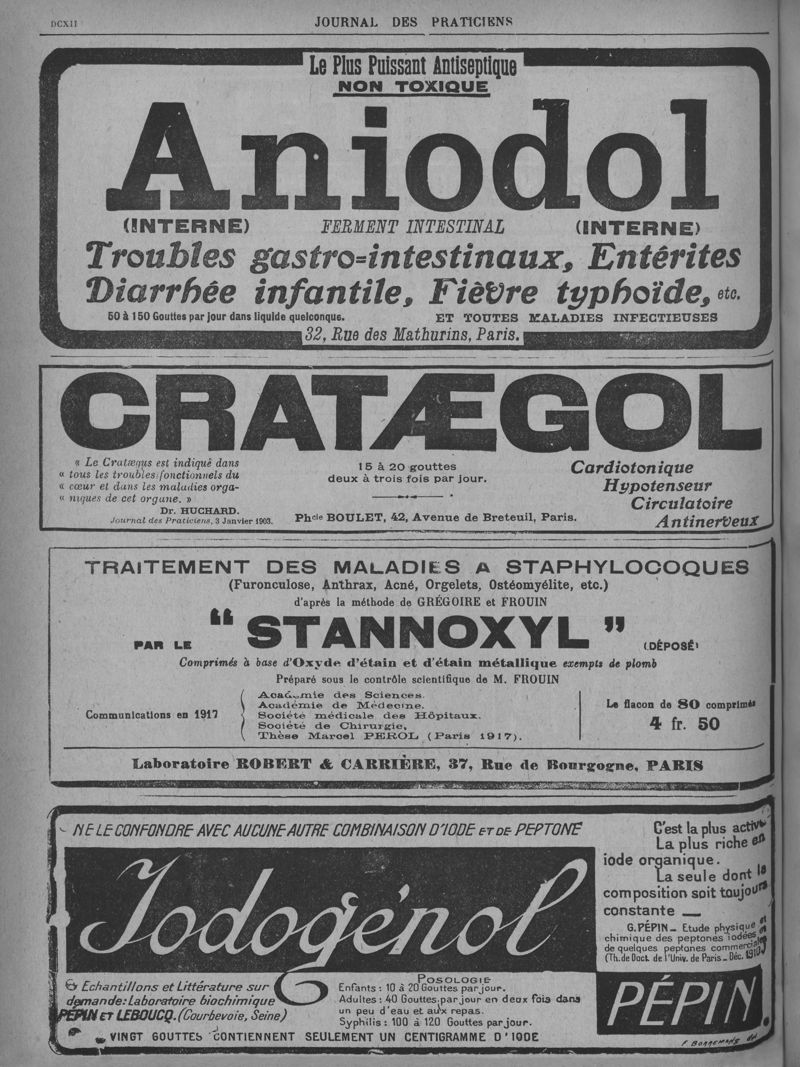 DCXII
JOURNAL DES PRATICIENS
Le Plus Puissant Antiseptique
NON TOXIQUE
Aniodol
(INTERNE) FERMENT INTESTINAL (INTERNE)
Troubles gastro=intestinaux, Entérites
Diarrhée infantile, Fièvre typhoïde, etc.
50 à 150 Gouttes par jour dans liquide quelconque. ET TOUTES MALADIES INFECTIEUSES
32, Rue des Mathurins, Paris.
CRATÆGOL
« Le Cratægus est indiqué dans
« tous les troubles fonctionnels du
« cœur et dans les maladies orga-
« niques de cet organe. »
Dr. HUCHARD.
Journal des Praticiens, 3 Janvier 1903.
15 à 20 gouttes
deux à trois fois par jour.
Phcie BOULET, 42, Avenue de Breteuil, Paris.
Cardiotonique
Hypotenseur
Circulatoire
Antinerveux
TRAITEMENT DES MALADIES A STAPHYLOCOQUES
(Furonculose, Anthrax, Acné, Orgelets, Ostéomyélite, etc.)
d'après la méthode de GRÉGOIRE et FROUIN
PAR LE "STANNOXYL" (DÉPOSÉ)
Comprimés à base d'Oxyde d'étain et d'étain métallique exempts de plomb
Préparé sous le contrôle scientifique de M. FROUIN
Communications en 1917
Académie des Sciences.
Académie de Médecine.
Société médicale des Hôpitaux.
Société de Chirurgie,
Thèse Marcel PEROL (Paris 1917).
Le flacon de 80 comprimés
4 fr. 50
Laboratoire ROBERT & CARRIÈRE, 37, Rue de Bourgogne, PARIS
NE LE CONFONDRE AVEC AUCUNE AUTRE COMBINAISON D'IODE ET DE PEPTONE
Iodogénol
C'est la plus active
La plus riche en
iode organique.
La seule dont la
composition soit toujours
constante _
G. PÉPIN _ Etude physique et
chimique des peptones iodées et
de quelques peptones commerciales
(Th. de Doct. de l'Univ. de Paris _ Déc. 1910)
Echantillons et Littérature sur
demande: Laboratoire biochimique
PÉPIN ET LEBOUCQ. (Courbevoie, Seine)
POSOLOGIE
Enfants : 10 à 20 Gouttes par jour.
Adultes : 40 Gouttes par jour en deux fois dans
un peu d'eau et aux repas.
Syphilis : 100 à 120 Gouttes par jour.
PÉPIN
VINGT GOUTTES CONTIENNENT SEULEMENT UN CENTIGRAMME D'IODE